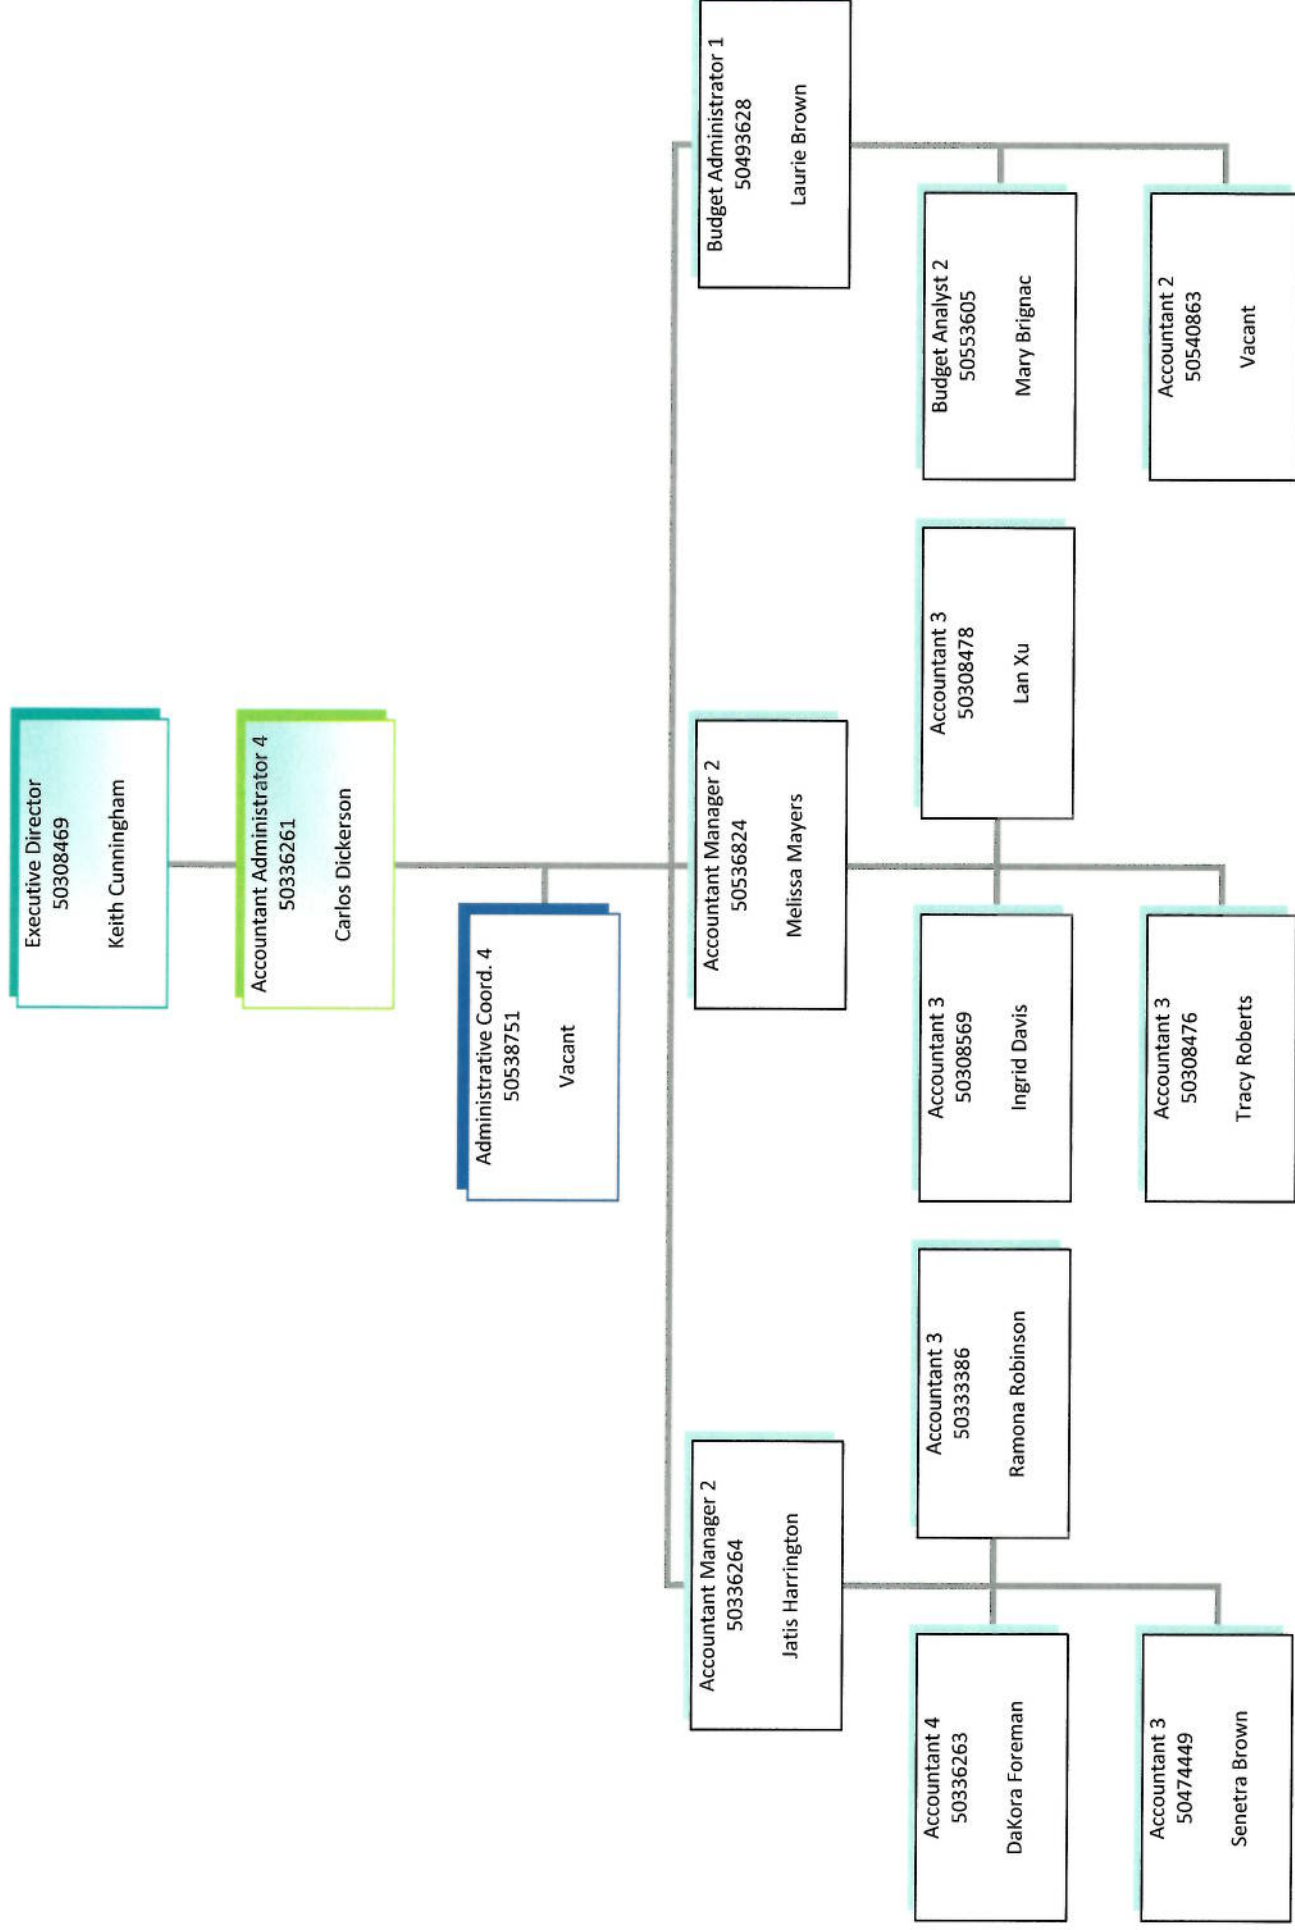 Executive Director
50308469
Keith Cunningham
Accountant Administrator 4
50336261
Carlos Dickerson
Administrative Coord. 4
50538751
Vacant
Accountant Manager 2
50336264
Jatis Harrington
Accountant Manager 2
50536824
Melissa Mayers
Budget Administrator 1
50493628
Laurie Brown
Accountant 4
50336263
DaKora Foreman
Accountant 3
50333386
Ramona Robinson
Accountant 3
50308569
Ingrid Davis
Accountant 3
50308478
Lan Xu
Budget Analyst 2
50553605
Mary Brignac
Accountant 3
50474449
Senetra Brown
Accountant 3
50308476
Tracy Roberts
Accountant 2
50540863
Vacant